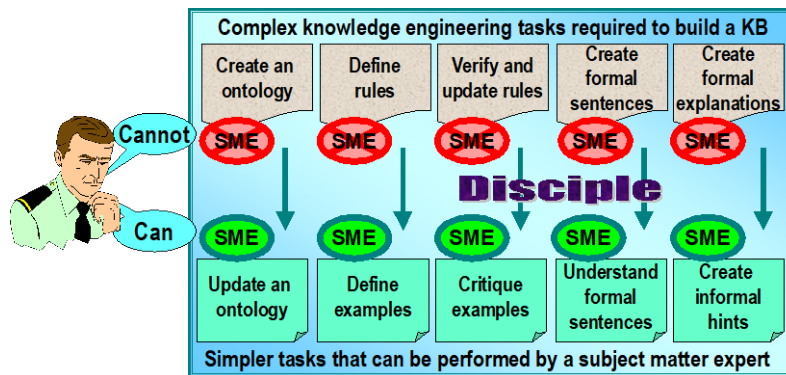 Complex knowledge engineering tasks required to build a KB
Create an
ontology
Define
rules
Verify and
update rules
Create
formal
sentences
Create
formal
explanations
Cannot
SME
SME
SME
SME
SME
Disciple
Can
SME
SME
SME
SME
SME
Update an
ontology
Define
examples
Critique
examples
Understand
formal
sentences
Create
informal
hints
Simpler tasks that can be performed by a subject matter expert